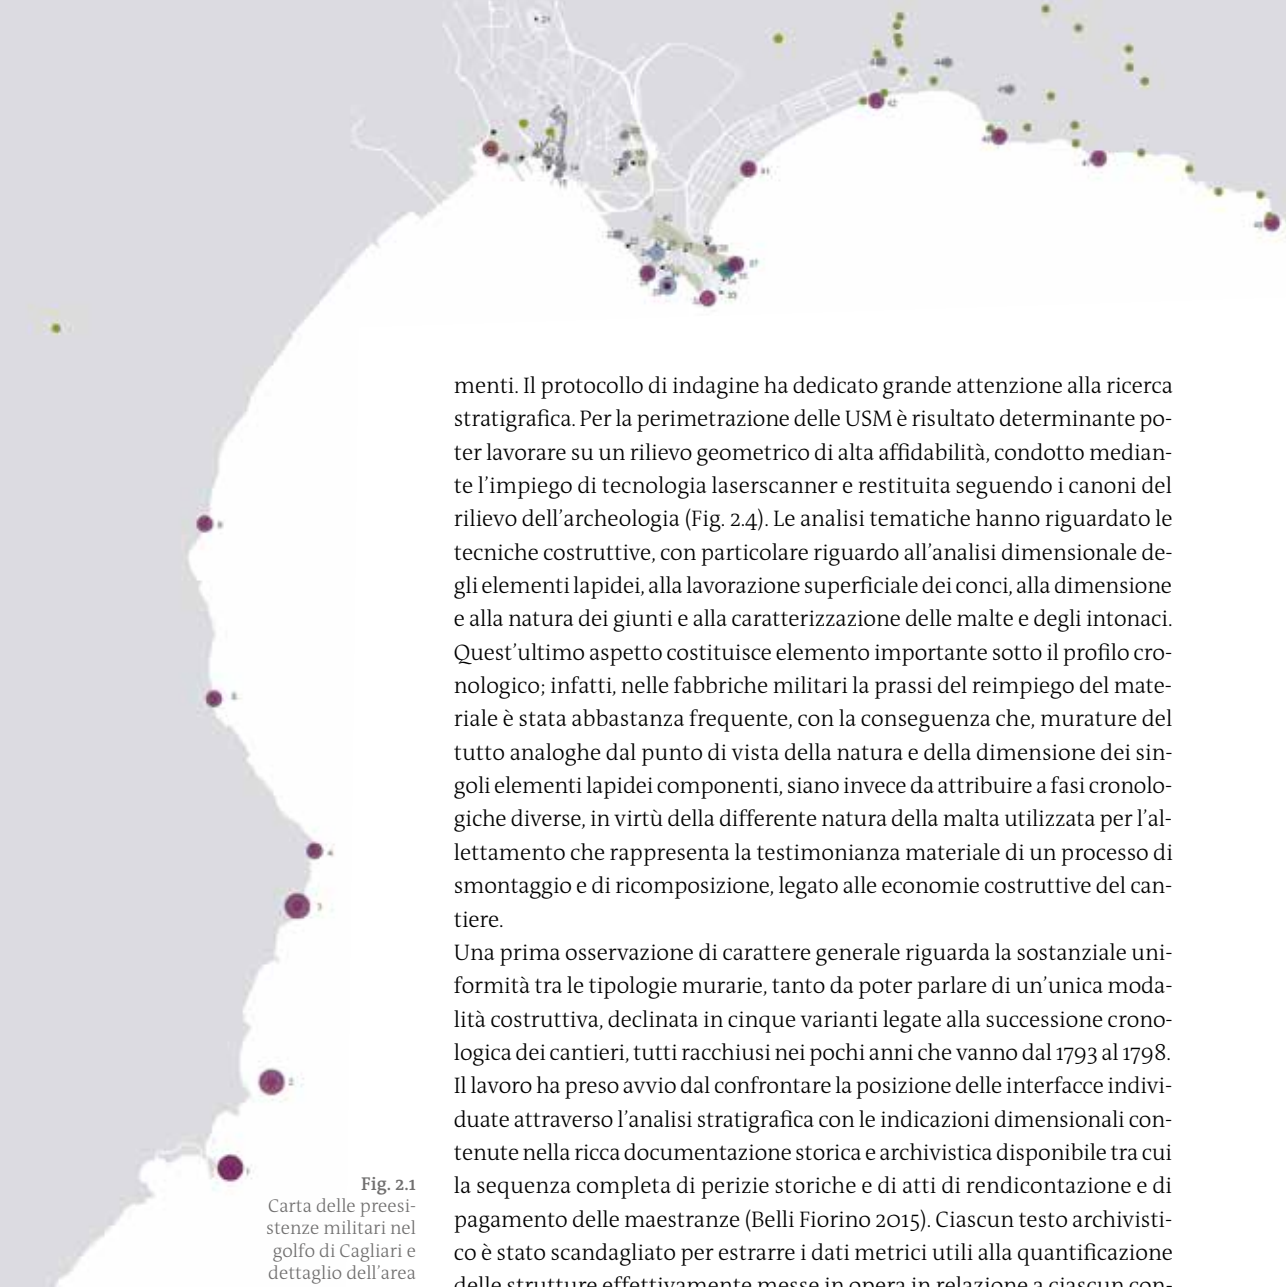 menti. Il protocollo di indagine ha dedicato grande attenzione alla ricerca
stratigrafica. Per la perimetrazione delle USM è risultato determinante po-
ter lavorare su un rilievo geometrico di alta affidabilità, condotto median-
te l'impiego di tecnologia laserscanner e restituita seguendo i canoni del
rilievo dell'archeologia (Fig. 2.4). Le analisi tematiche hanno riguardato le
tecniche costruttive, con particolare riguardo all'analisi dimensionale de-
gli elementi lapidei, alla lavorazione superficiale dei conci, alla dimensione
e alla natura dei giunti e alla caratterizzazione delle malte e degli intonaci.
Quest'ultimo aspetto costituisce elemento importante sotto il profilo cro-
nologico; infatti, nelle fabbriche militari la prassi del reimpiego del mate-
riale è stata abbastanza frequente, con la conseguenza che, murature del
tutto analoghe dal punto di vista della natura e della dimensione dei sin-
goli elementi lapidei componenti, siano invece da attribuire a fasi cronolo-
giche diverse, in virtù della differente natura della malta utilizzata per l'al-
lettamento che rappresenta la testimonianza materiale di un processo di
smontaggio e di ricomposizione, legato alle economie costruttive del can-
tiere.
Una prima osservazione di carattere generale riguarda la sostanziale uni-
formità tra le tipologie murarie, tanto da poter parlare di un'unica moda-
lità costruttiva, declinata in cinque varianti legate alla successione crono-
logica dei cantieri, tutti racchiusi nei pochi anni che vanno dal 1793 al 1798.
Il lavoro ha preso avvio dal confrontare la posizione delle interfacce indivi-
duate attraverso l'analisi stratigrafica con le indicazioni dimensionali con-
tenute nella ricca documentazione storica e archivistica disponibile tra cui
la sequenza completa di perizie storiche e di atti di rendicontazione e di
pagamento delle maestranze (Belli Fiorino 2015). Ciascun testo archivisti-
co è stato scandagliato per estrarre i dati metrici utili alla quantificazione
delle strutture effettivamente messe in opera in relazione a ciascun con-
Fig. 2.1
Carta delle preesi-
stenze militari nel
golfo di Cagliari e
dettaglio dell'area